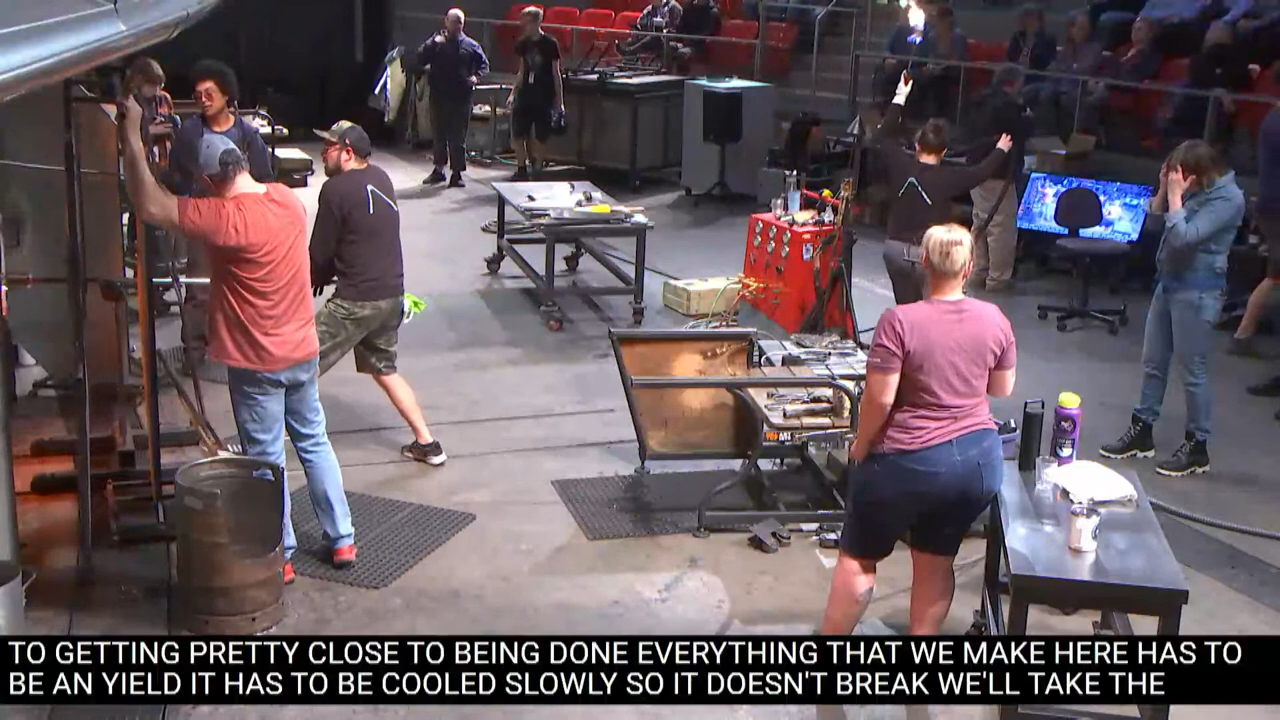 TO GETTING PRETTY CLOSE TO BEING DONE EVERYTHING THAT WE MAKE HERE HAS TO
BE AN YIELD IT HAS TO BE COOLED SLOWLY SO IT DOESN'T BREAK WE'LL TAKE THE